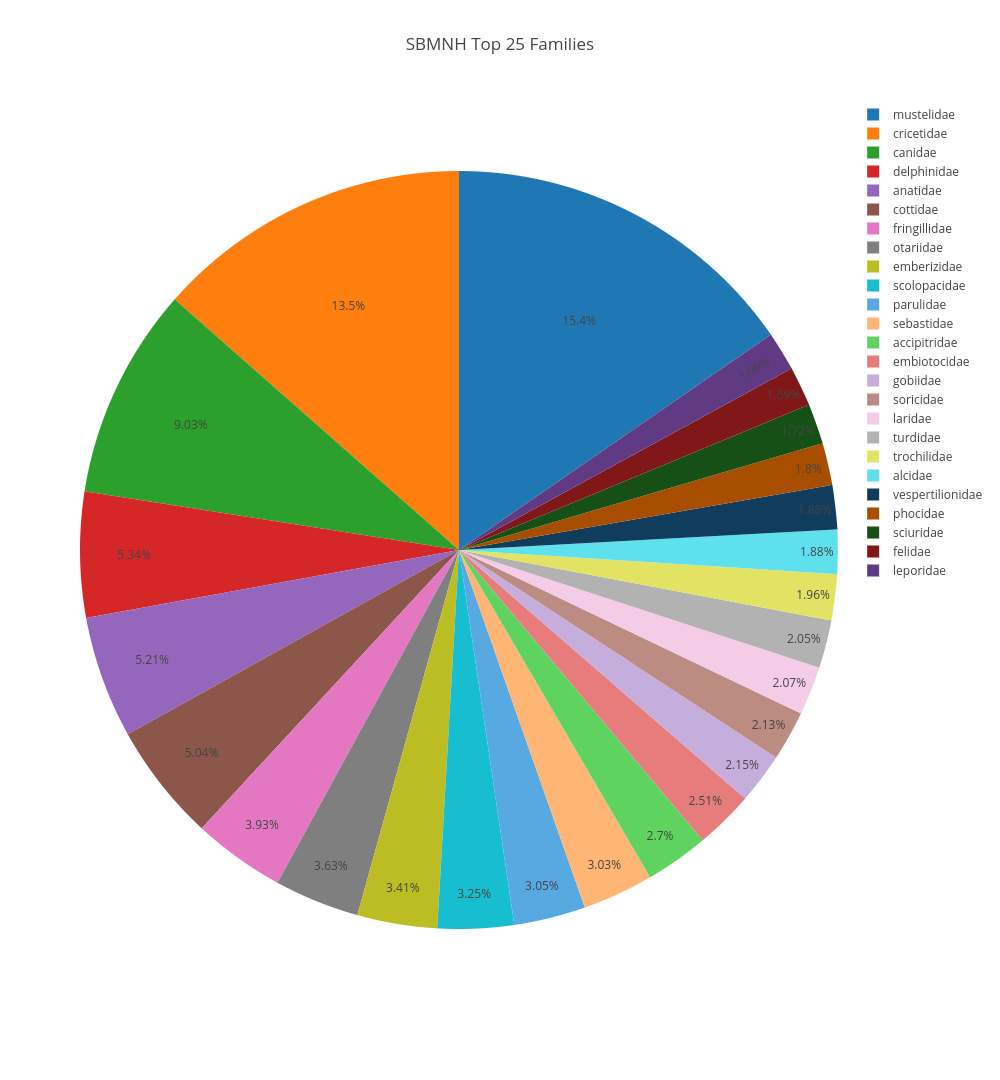 SBMNH Top 25 Families
mustelidae
cricetidae
canidae
delphinidae
anatidae
cottidae
fringillidae
otariidae
emberizidae
scolopacidae
parulidae
sebastidae
accipitridae
embiotocidae
gobiidae
soricidae
laridae
turdidae
trochilidae
alcidae
vespertilionidae
phocidae
sciuridae
felidae
leporidae
15.4%
13.5%
9.03%
5.34%
5.21%
5.04%
3.93%
3.63%
3.41%
3.25%
3.05%
3.03%
2.7%
2.51%
2.15%
2.13%
2.07%
2.05%
1.96%
1.88%
1.88%
1.8%
1.72%
1.69%